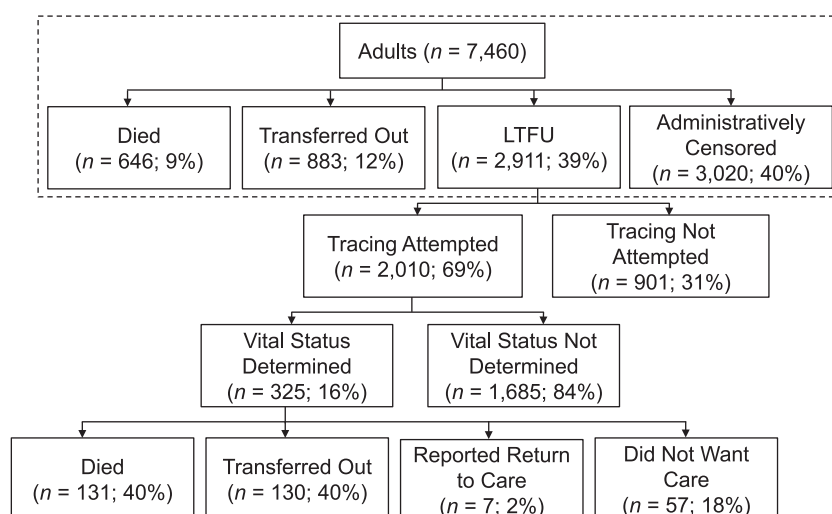 Adults (n = 7,460)
Died
(n = 646; 9%)
Transferred Out
(n = 883; 12%)
LTFU
(n = 2,911; 39%)
Administratively
Censored
(n = 3,020; 40%)
Tracing Attempted
(n = 2,010; 69%)
Tracing Not
Attempted
(n = 901; 31%)
Vital Status
Determined
(n = 325; 16%)
Vital Status Not
Determined
(n = 1,685; 84%)
Died
(n = 131; 40%)
Transferred Out
(n = 130; 40%)
Reported Return
to Care
(n = 7; 2%)
Did Not Want
Care
(n = 57; 18%)